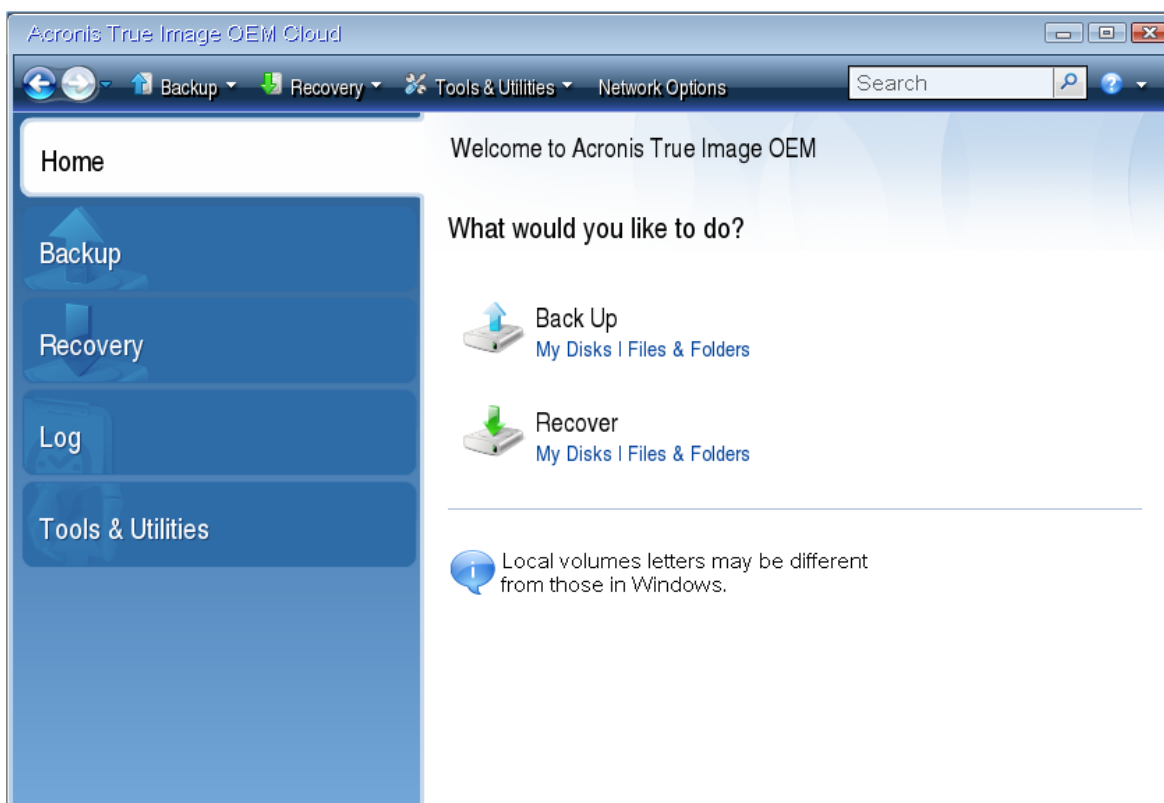 Acronis True Image OEM Cloud
Backup Recovery Tools & Utilities Network Options Search
Home
Backup
Recovery
Log
Tools & Utilities
Welcome to Acronis True Image OEM
What would you like to do?
Back Up
My Disks | Files & Folders
Recover
My Disks | Files & Folders
Local volumes letters may be different
from those in Windows.